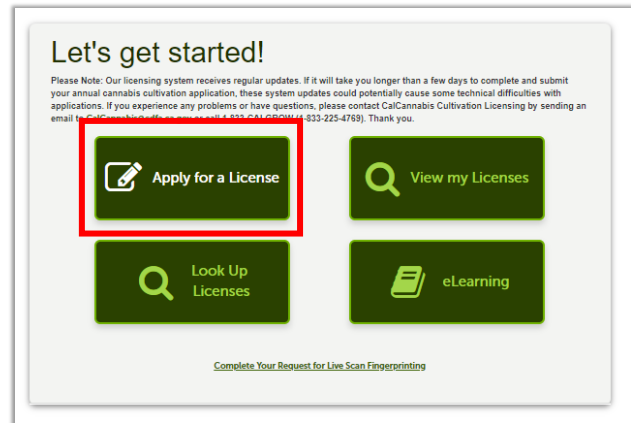 Let's get started!
Please Note: Our licensing system receives regular updates. If it will take you longer than a few days to complete and submit
your annual cannabis cultivation application, these system updates could potentially cause some technical difficulties with
applications. If you experience any problems or have questions, please contact CalCannabis Cultivation Licensing by sending an
email to CalCannabis@cdfa.ca.gov or call 1-833-CALGROW (1-833-225-4769). Thank you.
Apply for a License
View my Licenses
Look Up
Licenses
eLearning
Complete Your Request for Live Scan Fingerprinting